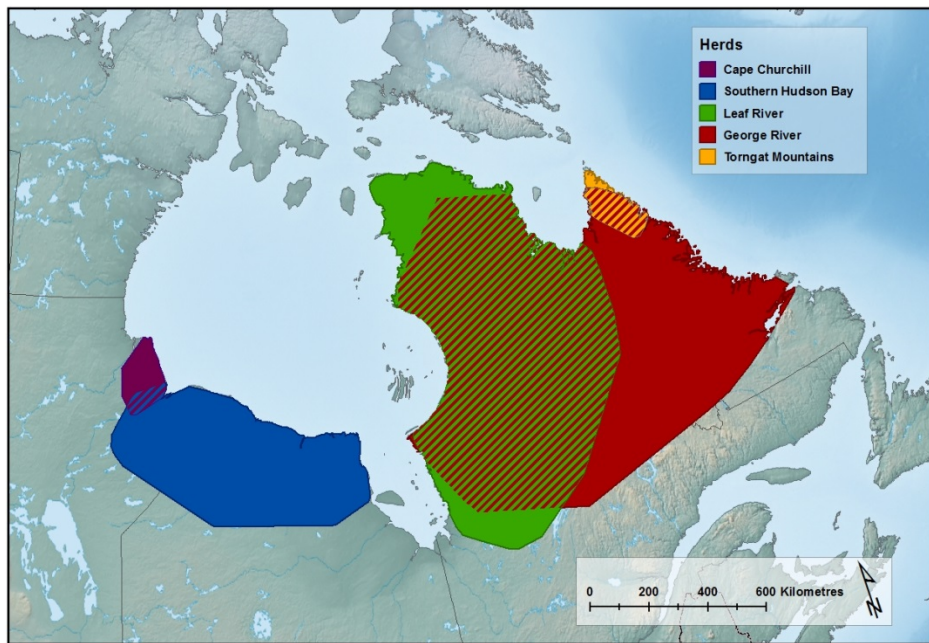 Herds
Cape Churchill
Southern Hudson Bay
Leaf River
George River
Torngat Mountains
0 200 400 600 Kilometres
N